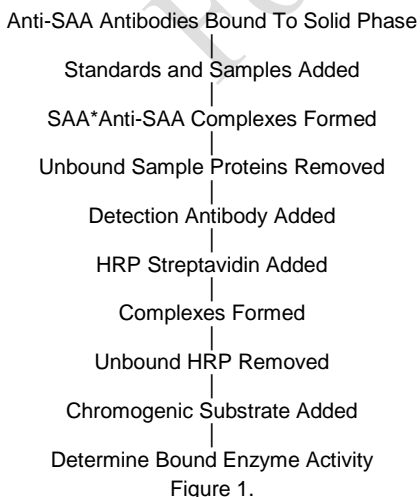 Anti-SAA Antibodies Bound To Solid Phase
Standards and Samples Added
SAA*Anti-SAA Complexes Formed
Unbound Sample Proteins Removed
Detection Antibody Added
HRP Streptavidin Added
Complexes Formed
Unbound HRP Removed
Chromogenic Substrate Added
Determine Bound Enzyme Activity
Figure 1.